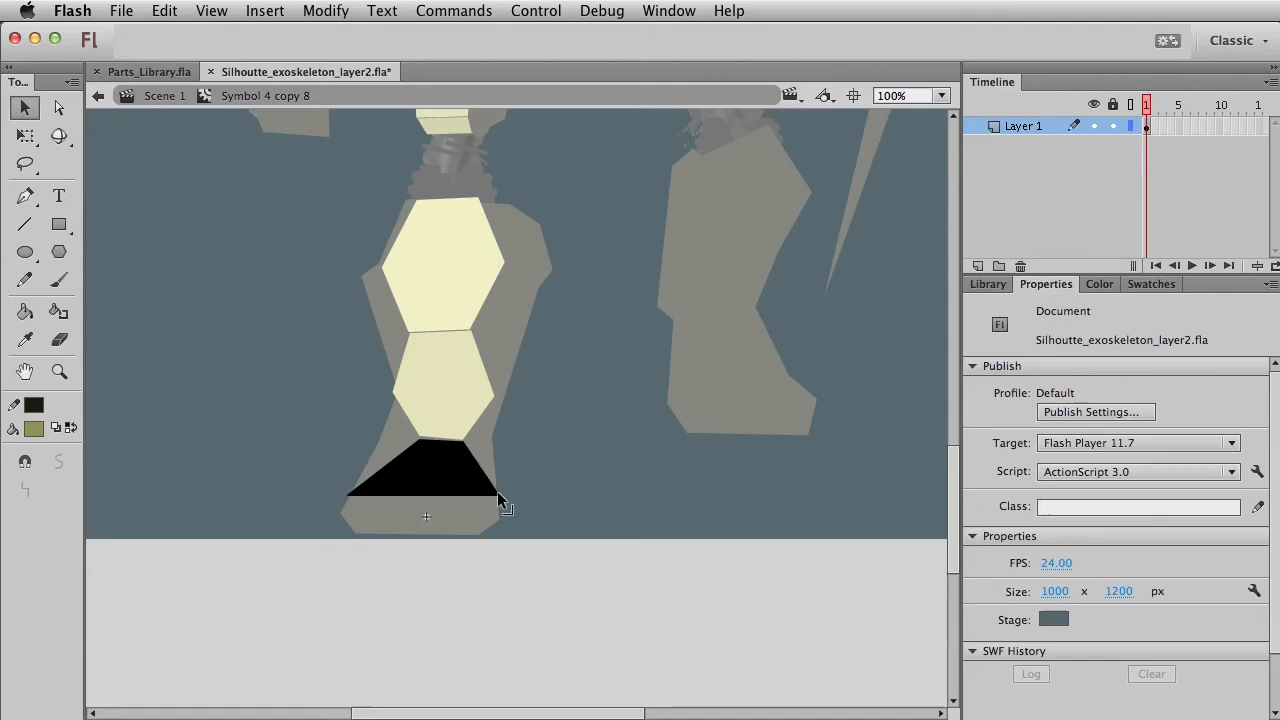 Flash File Edit View Insert Modify Text Commands Control Debug Window Help
Fl Classic
To... × Parts_Library.fla × Silhoutte_exoskeleton_layer2.fla* Timeline
Scene 1 Symbol 4 copy 8 100%
1 5 10 1
Layer 1
T
Library Properties Color Swatches
Document
Fl
Silhoutte_exoskeleton_layer2.fla
Publish
Profile: Default
Publish Settings...
Target: Flash Player 11.7
Script: ActionScript 3.0
Class:
Properties
FPS: 24.00
Size: 1000 x 1200 px
Stage:
SWF History
Log Clear